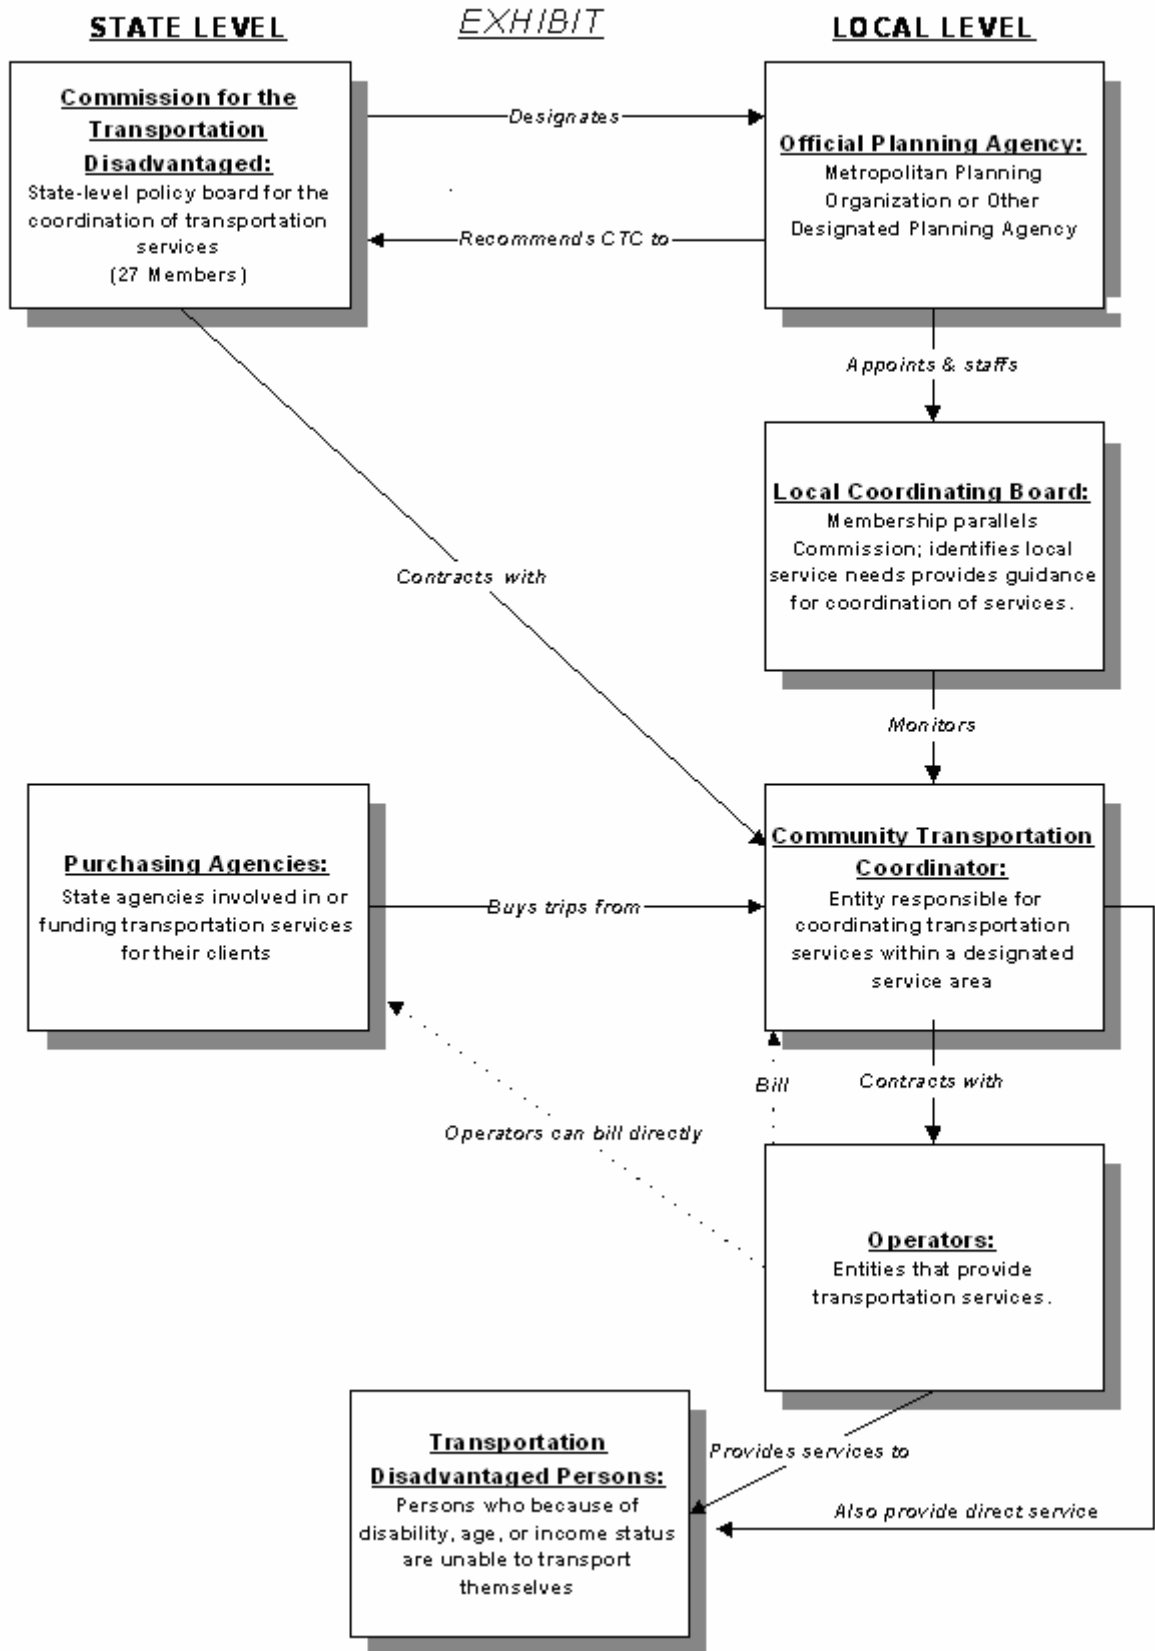 STATE LEVEL
EXHIBIT
LOCAL LEVEL
Commission for the
Transportation
Disadvantaged:
State-level policy board for the
coordination of transportation
services
(27 Members)
Designates
Recommends CTC to
Official Planning Agency:
Metropolitan Planning
Organization or Other
Designated Planning Agency
Appoints & staffs
Local Coordinating Board:
Membership parallels
Commission; identifies local
service needs provides guidance
for coordination of services.
Contracts with
Monitors
Purchasing Agencies:
State agencies involved in or
funding transportation services
for their clients
Buys trips from
Community Transportation
Coordinator:
Entity responsible for
coordinating transportation
services within a designated
service area
Bill
Contracts with
Operators can bill directly
Operators:
Entities that provide
transportation services.
Provides services to
Also provide direct service
Transportation
Disadvantaged Persons:
Persons who because of
disability, age, or income status
are unable to transport
themselves